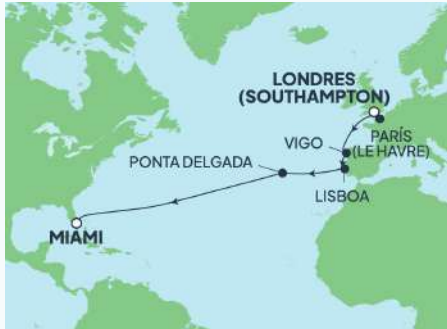 LONDRES
(SOUTHAMPTON)
PARÍS
(LE HAVRE)
VIGO
PONTA DELGADA
LISBOA
MIAMI